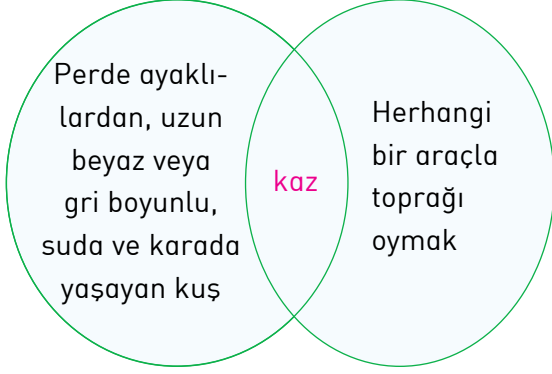 Perde ayaklı-
lardan, uzun
beyaz veya
gri boyunlu,
suda ve karada
yaşayan kuş
kaz
Herhangi
bir araçla
toprağı
oymak